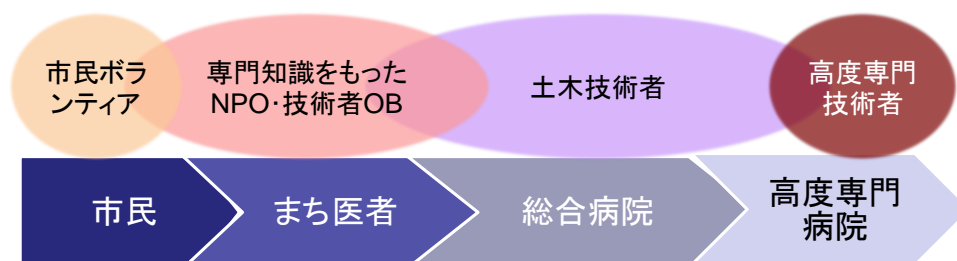 市民ボラ
ンティア
専門知識をもった
NPO・技術者OB
土木技術者
高度専門
技術者
市民
まち医者
総合病院
高度専門
病院